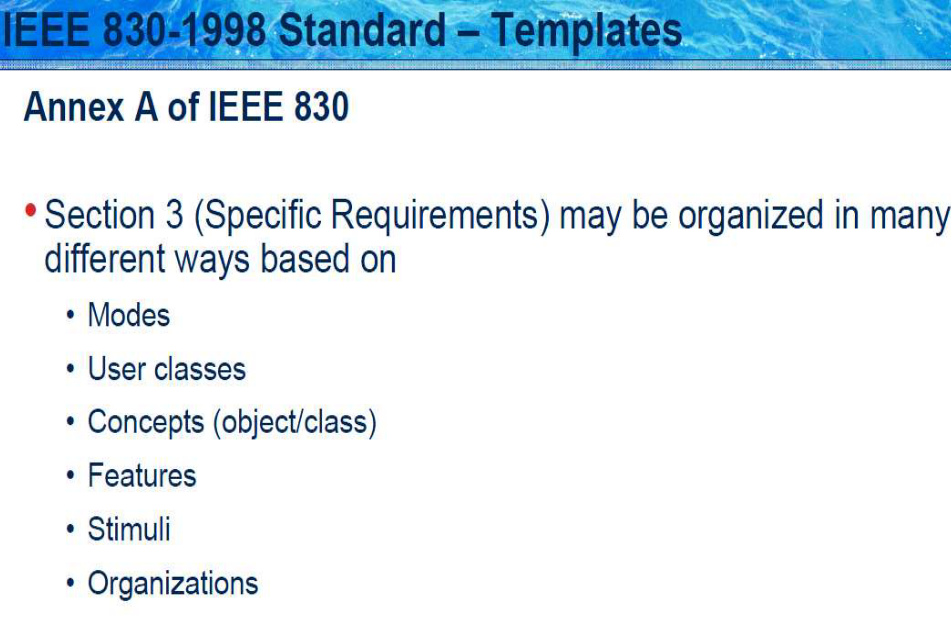 IEEE 830-1998 Standard – Templates
Annex A of IEEE 830
• Section 3 (Specific Requirements) may be organized in many
different ways based on
• Modes
• User classes
• Concepts (object/class)
• Features
• Stimuli
• Organizations